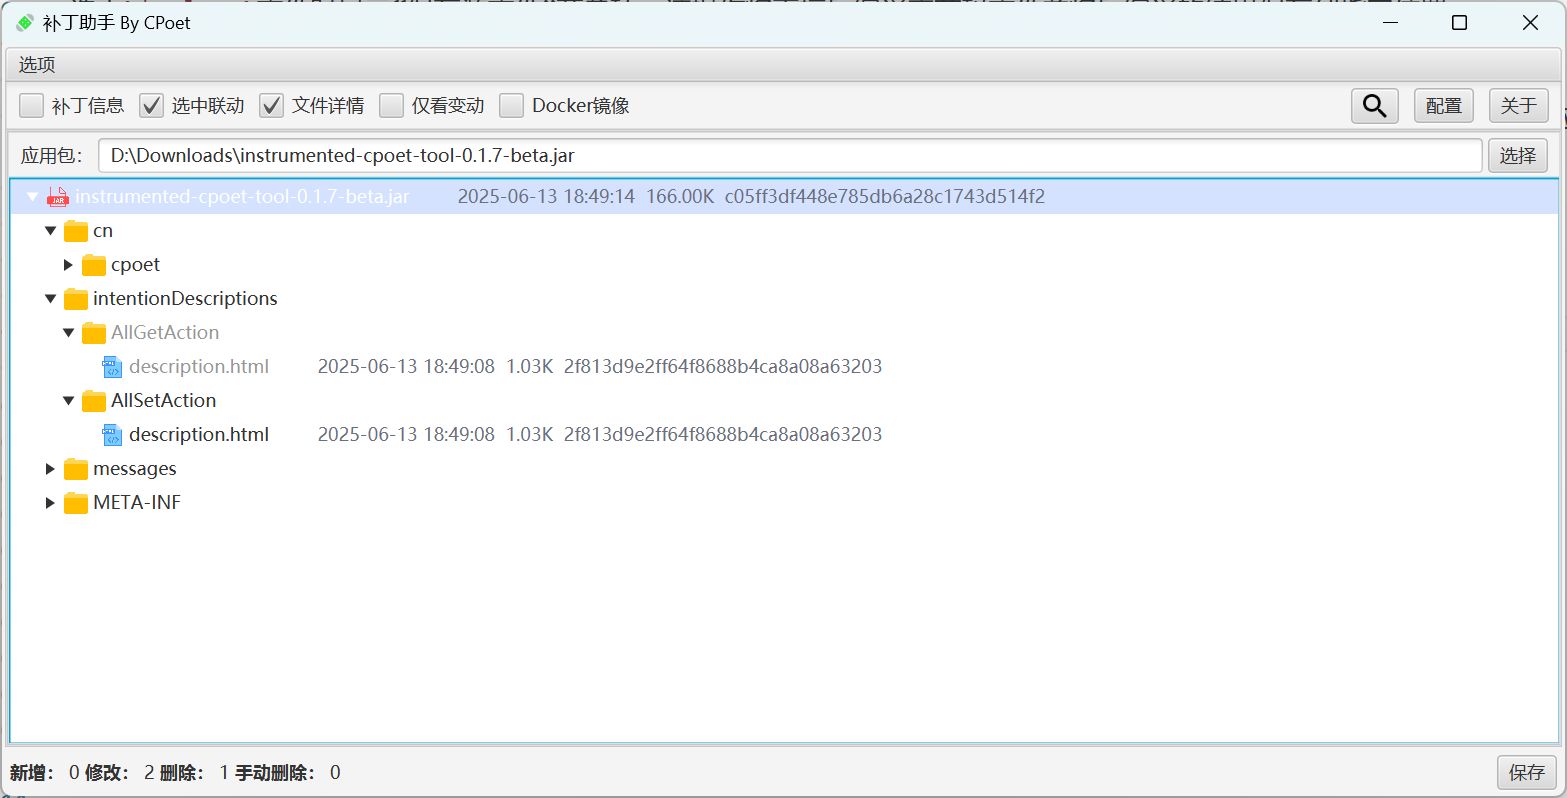 补丁助手 By CPoet
选项
补丁信息 选中联动 文件详情 仅看变动 Docker镜像 配置 关于
应用包： D:\Downloads\instrumented-cpoet-tool-0.1.7-beta.jar 选择
instrumented-cpoet-tool-0.1.7-beta.jar 2025-06-13 18:49:14 166.00K c05ff3df448e785db6a28c1743d514f2
cn
cpoet
intentionDescriptions
AllGetAction
description.html 2025-06-13 18:49:08 1.03K 2f813d9e2ff64f8688b4ca8a08a63203
AllSetAction
description.html 2025-06-13 18:49:08 1.03K 2f813d9e2ff64f8688b4ca8a08a63203
messages
META-INF
新增： 0 修改： 2 删除： 1 手动删除： 0 保存